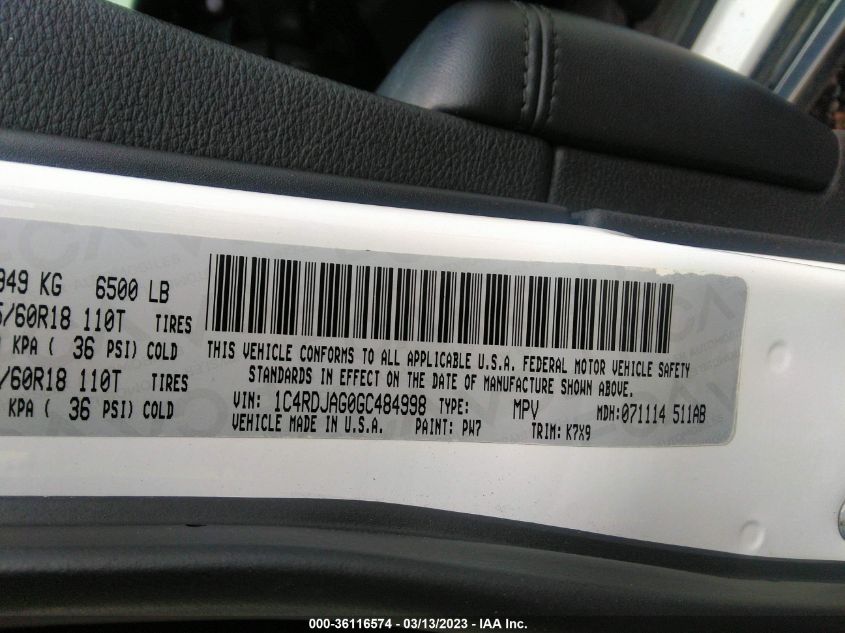 949 KG 6500 LB
/60R18 110T TIRES
KPA ( 36 PSI) COLD
/60R18 110T TIRES
KPA ( 36 PSI) COLD
THIS VEHICLE CONFORMS TO ALL APPLICABLE U.S.A. FEDERAL MOTOR VEHICLE SAFETY
STANDARDS IN EFFECT ON THE DATE OF MANUFACTURE SHOWN ABOVE.
VIN: 1C4RDJAG0GC484998 TYPE: MPV MDH:071114 511AB
VEHICLE MADE IN U.S.A. PAINT: PW7 TRIM: K7X9
000-36116574 — 03/13/2023 — IAA Inc.